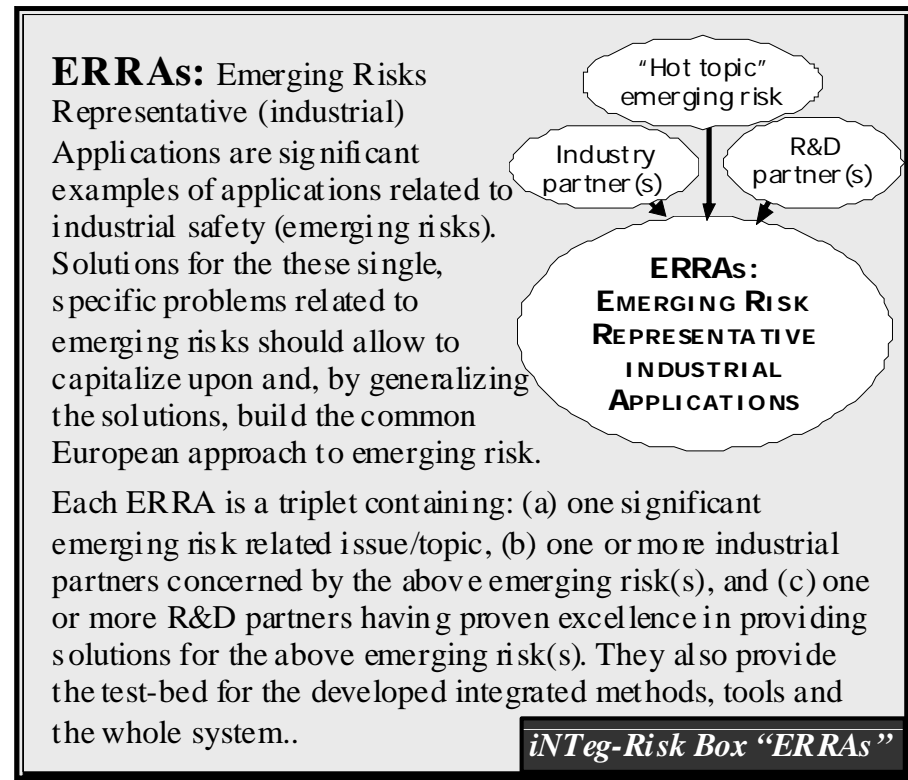 ERRAs: Emerging Risks
Representative (industrial)
Applications are significant
examples of applications related to
industrial safety (emerging risks).
Solutions for the these single,
specific problems related to
emerging risks should allow to
capitalize upon and, by generalizing
the solutions, build the common
European approach to emerging risk.
“Hot topic”
emerging risk
Industry
partner(s)
R&D
partner(s)
ERRAs:
EMERGING RISK
REPRESENTATIVE
INDUSTRIAL
APPLICATIONS
Each ERRA is a triplet containing: (a) one significant
emerging risk related issue/topic, (b) one or more industrial
partners concerned by the above emerging risk(s), and (c) one
or more R&D partners having proven excellence in providing
solutions for the above emerging risk(s). They also provide
the test-bed for the developed integrated methods, tools and
the whole system..
iNTeg-Risk Box “ERRAs”